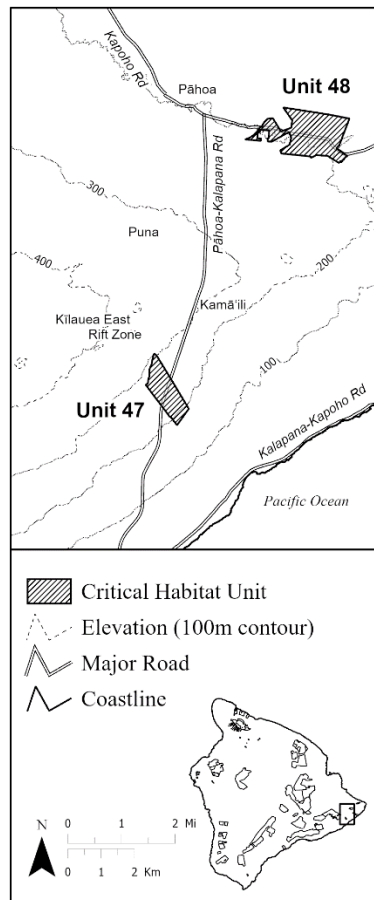 Kapoho Rd
Pāhoa
Unit 48
Pāhoa-Kalapana Rd
300
Puna
200
400
Kamā'ili
Kīlauea East
Rift Zone
100
Unit 47
Kalapana-Kapoho Rd
Pacific Ocean
Critical Habitat Unit
Elevation (100m contour)
Major Road
Coastline
N
0 1 2 Mi
0 1 2 Km